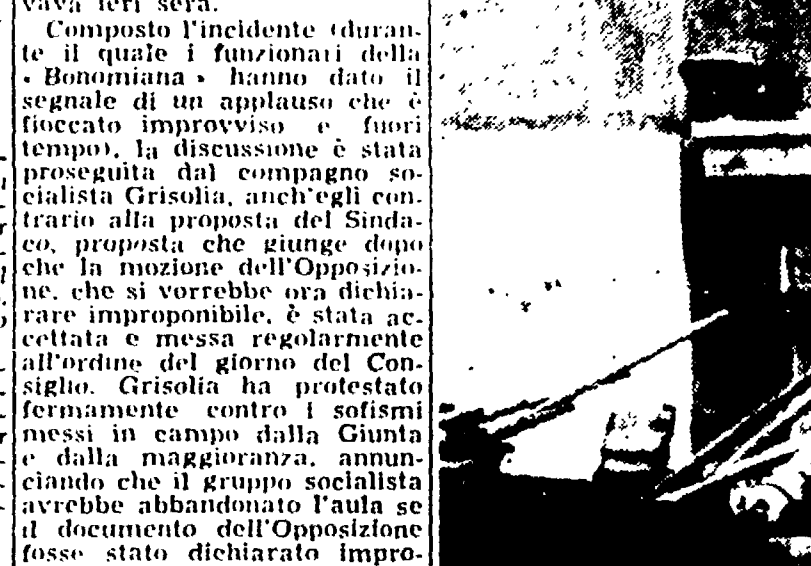 vava ieri sera.
Composto l'incidente (duran-
te il quale i funzionari della
« Bonomiana » hanno dato il
segnale di un applauso che è
fioccato improvviso e fuori
tempo), la discussione è stata
proseguita dal compagno so-
cialista Grisolia, anch'egli con-
trario alla proposta del Sinda-
co, proposta che giunge dopo
che la mozione dell'Opposizio-
ne, che si vorrebbe ora dichia-
rare improponibile, è stata ac-
cettata e messa regolarmente
all'ordine del giorno del Con-
siglio. Grisolia ha protestato
fermamente contro i sofismi
messi in campo dalla Giunta
e dalla maggioranza, annun-
ciando che il gruppo socialista
avrebbe abbandonato l'aula se
il documento dell'Opposizione
fosse stato dichiarato impro-